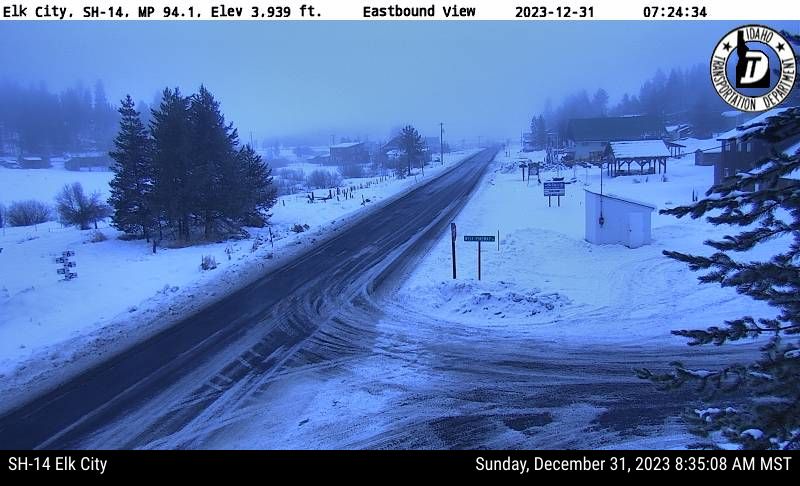 Elk City, SH-14, MP 94.1, Elev 3,939 ft. Eastbound View 2023-12-31 07:24:34
IDAHO
TRANSPORTATION DEPARTMENT
SH-14 Elk City
Sunday, December 31, 2023 8:35:08 AM MST